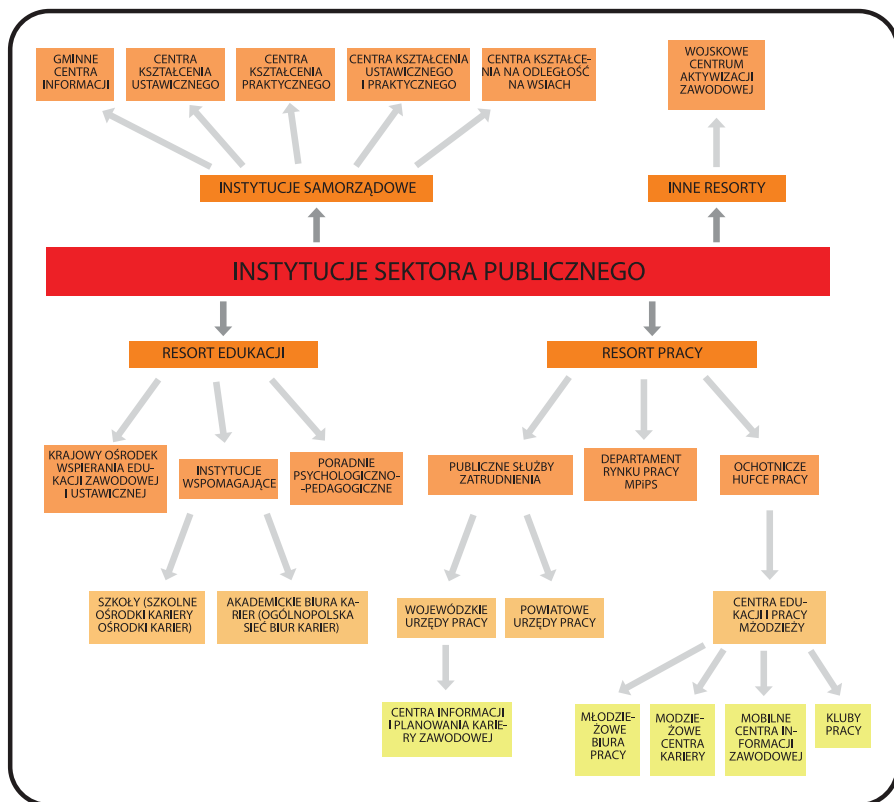 GMINNE
CENTRA
INFORMACJI
CENTRA
KSZTAŁCENIA
USTAWICZNEGO
CENTRA
KSZTAŁCENIA
PRAKTYCZNEGO
CENTRA KSZTAŁCENIA
USTAWICZNEGO
I PRAKTYCZNEGO
CENTRA KSZTAŁCE-
NIA NA ODLEGŁOŚĆ
NA WSIACH
WOJSKOWE
CENTRUM
AKTYWIZACJI
ZAWODOWEJ
INSTYTUCJE SAMORZĄDOWE
INNE RESORTY
INSTYTUCJE SEKTORA PUBLICZNEGO
RESORT EDUKACJI
RESORT PRACY
KRAJOWY OŚRODEK
WSPIERANIA EDU-
KACJI ZAWODOWEJ
I USTAWICZNEJ
INSTYTUCJE
WSPOMAGAJĄCE
PORADNIE
PSYCHOLOGICZNO-
-PEDAGOGICZNE
PUBLICZNE SŁUŻBY
ZATRUDNIENIA
DEPARTAMENT
RYNKU PRACY
MPiPS
OCHOTNICZE
HUFCE PRACY
SZKOŁY (SZKOLNE
OŚRODKI KARIERY
OŚRODKI KARIER)
AKADEMICKIE BIURA KA-
RIER (OGÓLNOPOLSKA
SIEĆ BIUR KARIER)
WOJEWÓDZKIE
URZĘDY PRACY
POWIATOWE
URZĘDY PRACY
CENTRA EDU-
KACJI I PRACY
MŻODZIEŻY
CENTRA INFORMACJI
I PLANOWANIA KARIE-
RY ZAWODOWEJ
MŁODZIE-
ŻOWE
BIURA
PRACY
MODZIE-
ŻOWE
CENTRA
KARIERY
MOBILNE
CENTRA IN-
FORMACJI
ZAWODOWEJ
KLUBY
PRACY